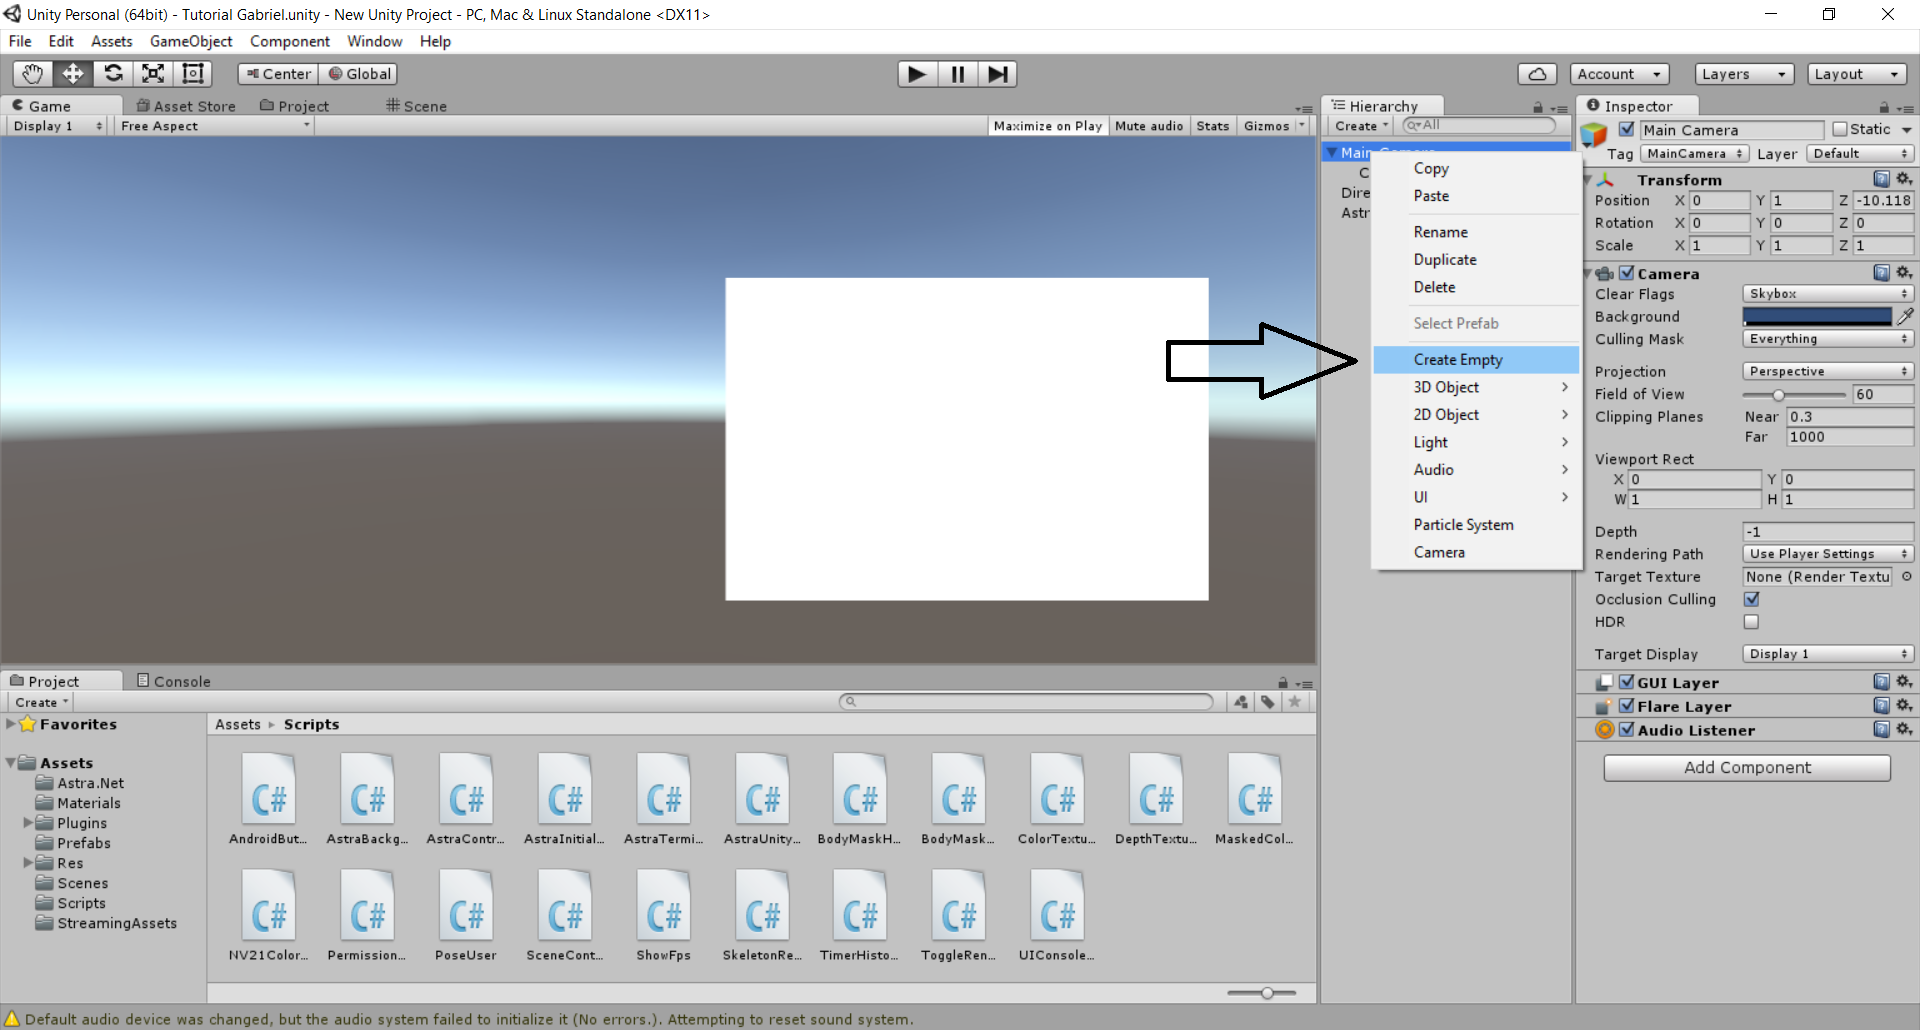 Unity Personal (64bit) - Tutorial Gabriel.unity - New Unity Project - PC, Mac & Linux Standalone <DX11>
File Edit Assets GameObject Component Window Help
Center Global Account Layers Layout
Game Asset Store Project Scene
Display 1 Free Aspect Maximize on Play Mute audio Stats Gizmos
Hierarchy
Create All
Main Camera
C
Dire
Astr
Copy
Paste
Rename
Duplicate
Delete
Select Prefab
Create Empty
3D Object
2D Object
Light
Audio
UI
Particle System
Camera
Inspector
Main Camera Static
Tag MainCamera Layer Default
Transform
Position X 0 Y 1 Z -10.118
Rotation X 0 Y 0 Z 0
Scale X 1 Y 1 Z 1
Camera
Clear Flags Skybox
Background
Culling Mask Everything
Projection Perspective
Field of View 60
Clipping Planes Near 0.3
Far 1000
Viewport Rect
X 0 Y 0
W 1 H 1
Depth -1
Rendering Path Use Player Settings
Target Texture None (Render Textu
Occlusion Culling
HDR
Target Display Display 1
GUI Layer
Flare Layer
Audio Listener
Add Component
Project Console
Create
Favorites
Assets
Astra.Net
Materials
Plugins
Prefabs
Res
Scenes
Scripts
StreamingAssets
Assets Scripts
C# C# C# C# C# C# C# C# C# C# C#
AndroidBut... AstraBackg... AstraContr... AstraInitial... AstraTermi... AstraUnity... BodyMaskH... BodyMask... ColorTextu... DepthTextu... MaskedCol...
C# C# C# C# C# C# C# C# C#
NV21Color... Permission... PoseUser SceneCont... ShowFps SkeletonRe... TimerHisto... ToggleRen... UIConsole...
Default audio device was changed, but the audio system failed to initialize it (No errors.). Attempting to reset sound system.